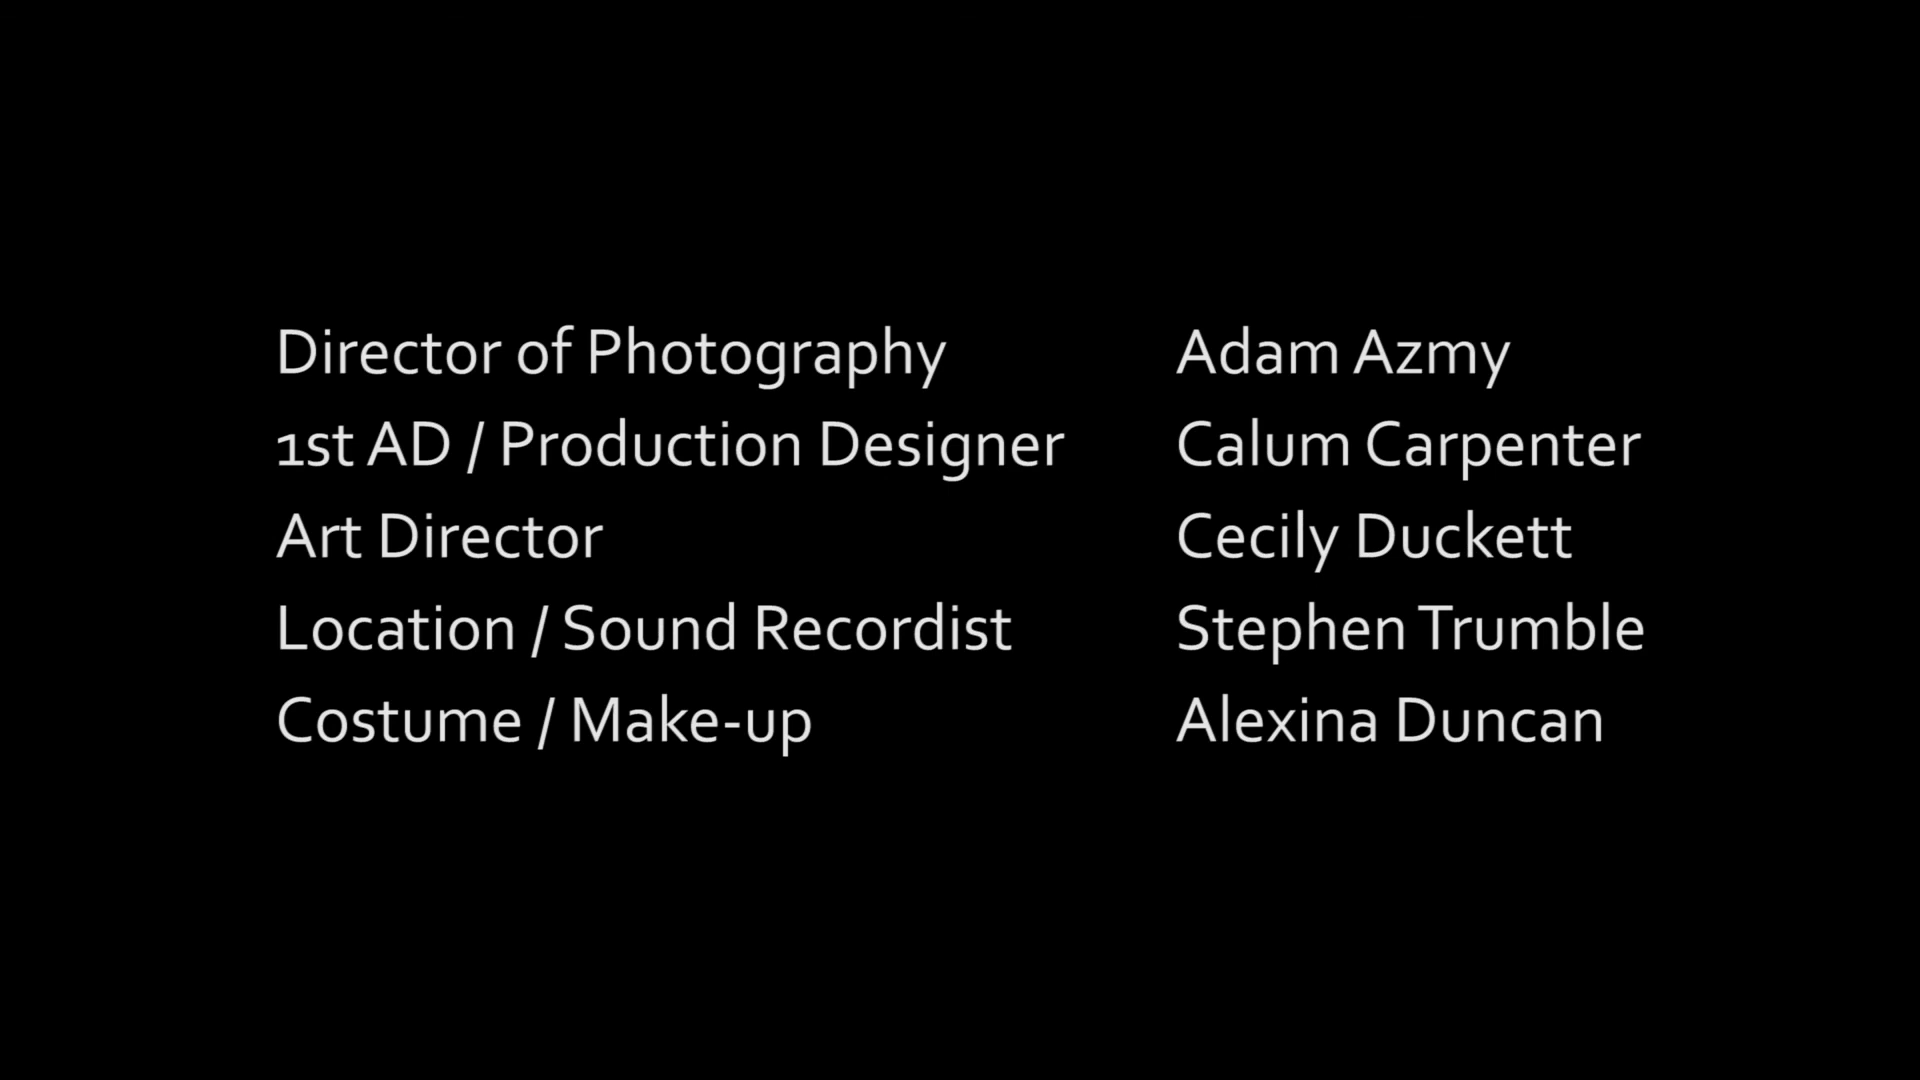 Director of Photography Adam Azmy
1st AD / Production Designer Calum Carpenter
Art Director Cecily Duckett
Location / Sound Recordist Stephen Trumble
Costume / Make-up Alexina Duncan